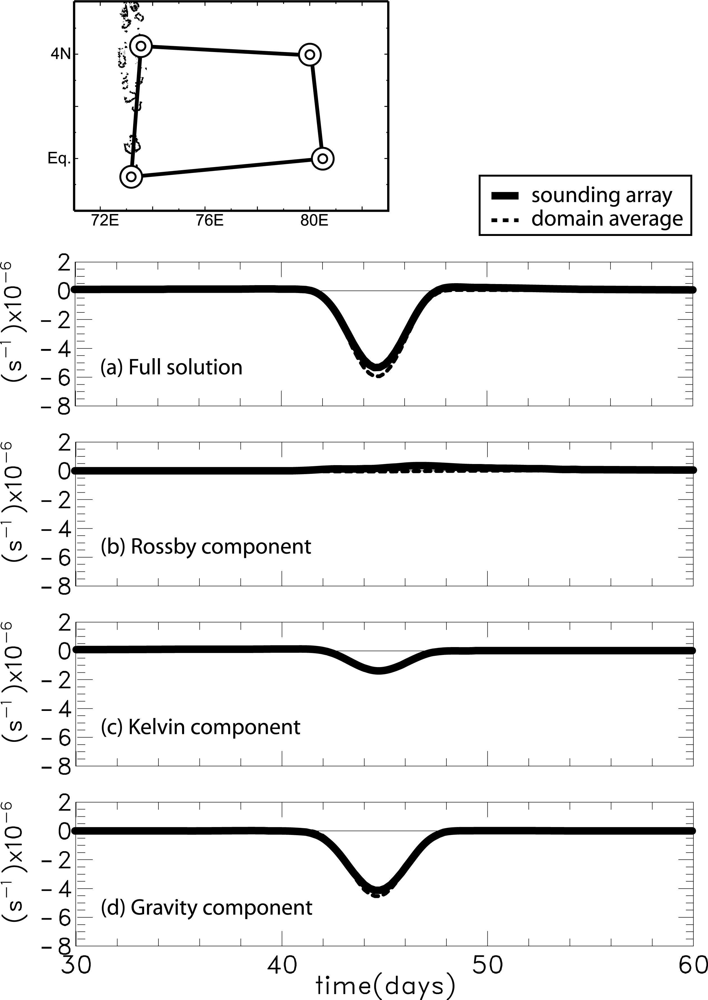 4N
Eq.
72E 76E 80E
sounding array
domain average
2
0
-2
-4
-6
-8
(s⁻¹)x10⁻⁶
(a) Full solution
2
0
-2
-4
-6
-8
(s⁻¹)x10⁻⁶
(b) Rossby component
2
0
-2
-4
-6
-8
(s⁻¹)x10⁻⁶
(c) Kelvin component
2
0
-2
-4
-6
-8
(s⁻¹)x10⁻⁶
(d) Gravity component
30 40 50 60
time(days)